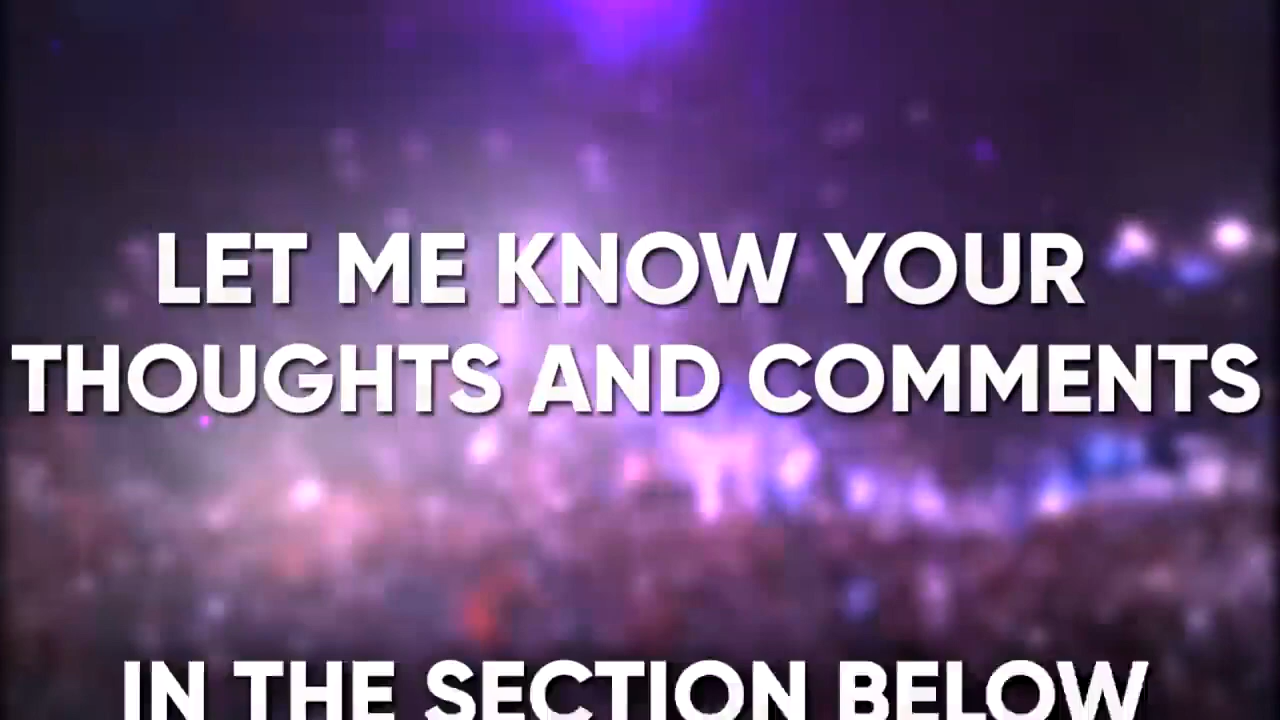 LET ME KNOW YOUR
THOUGHTS AND COMMENTS
IN THE SECTION BELOW